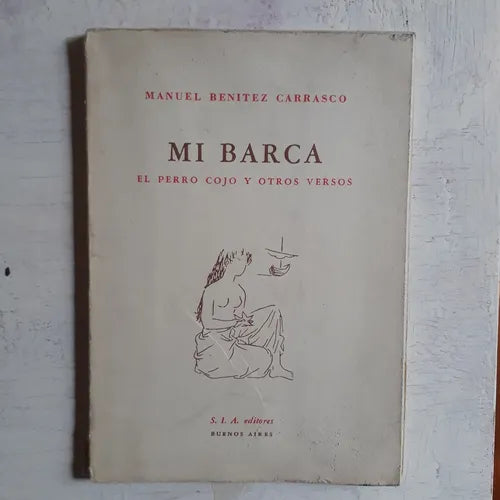 MANUEL BENITEZ CARRASCO
MI BARCA
EL PERRO COJO Y OTROS VERSOS
S. I. A. editores
BUENOS AIRES